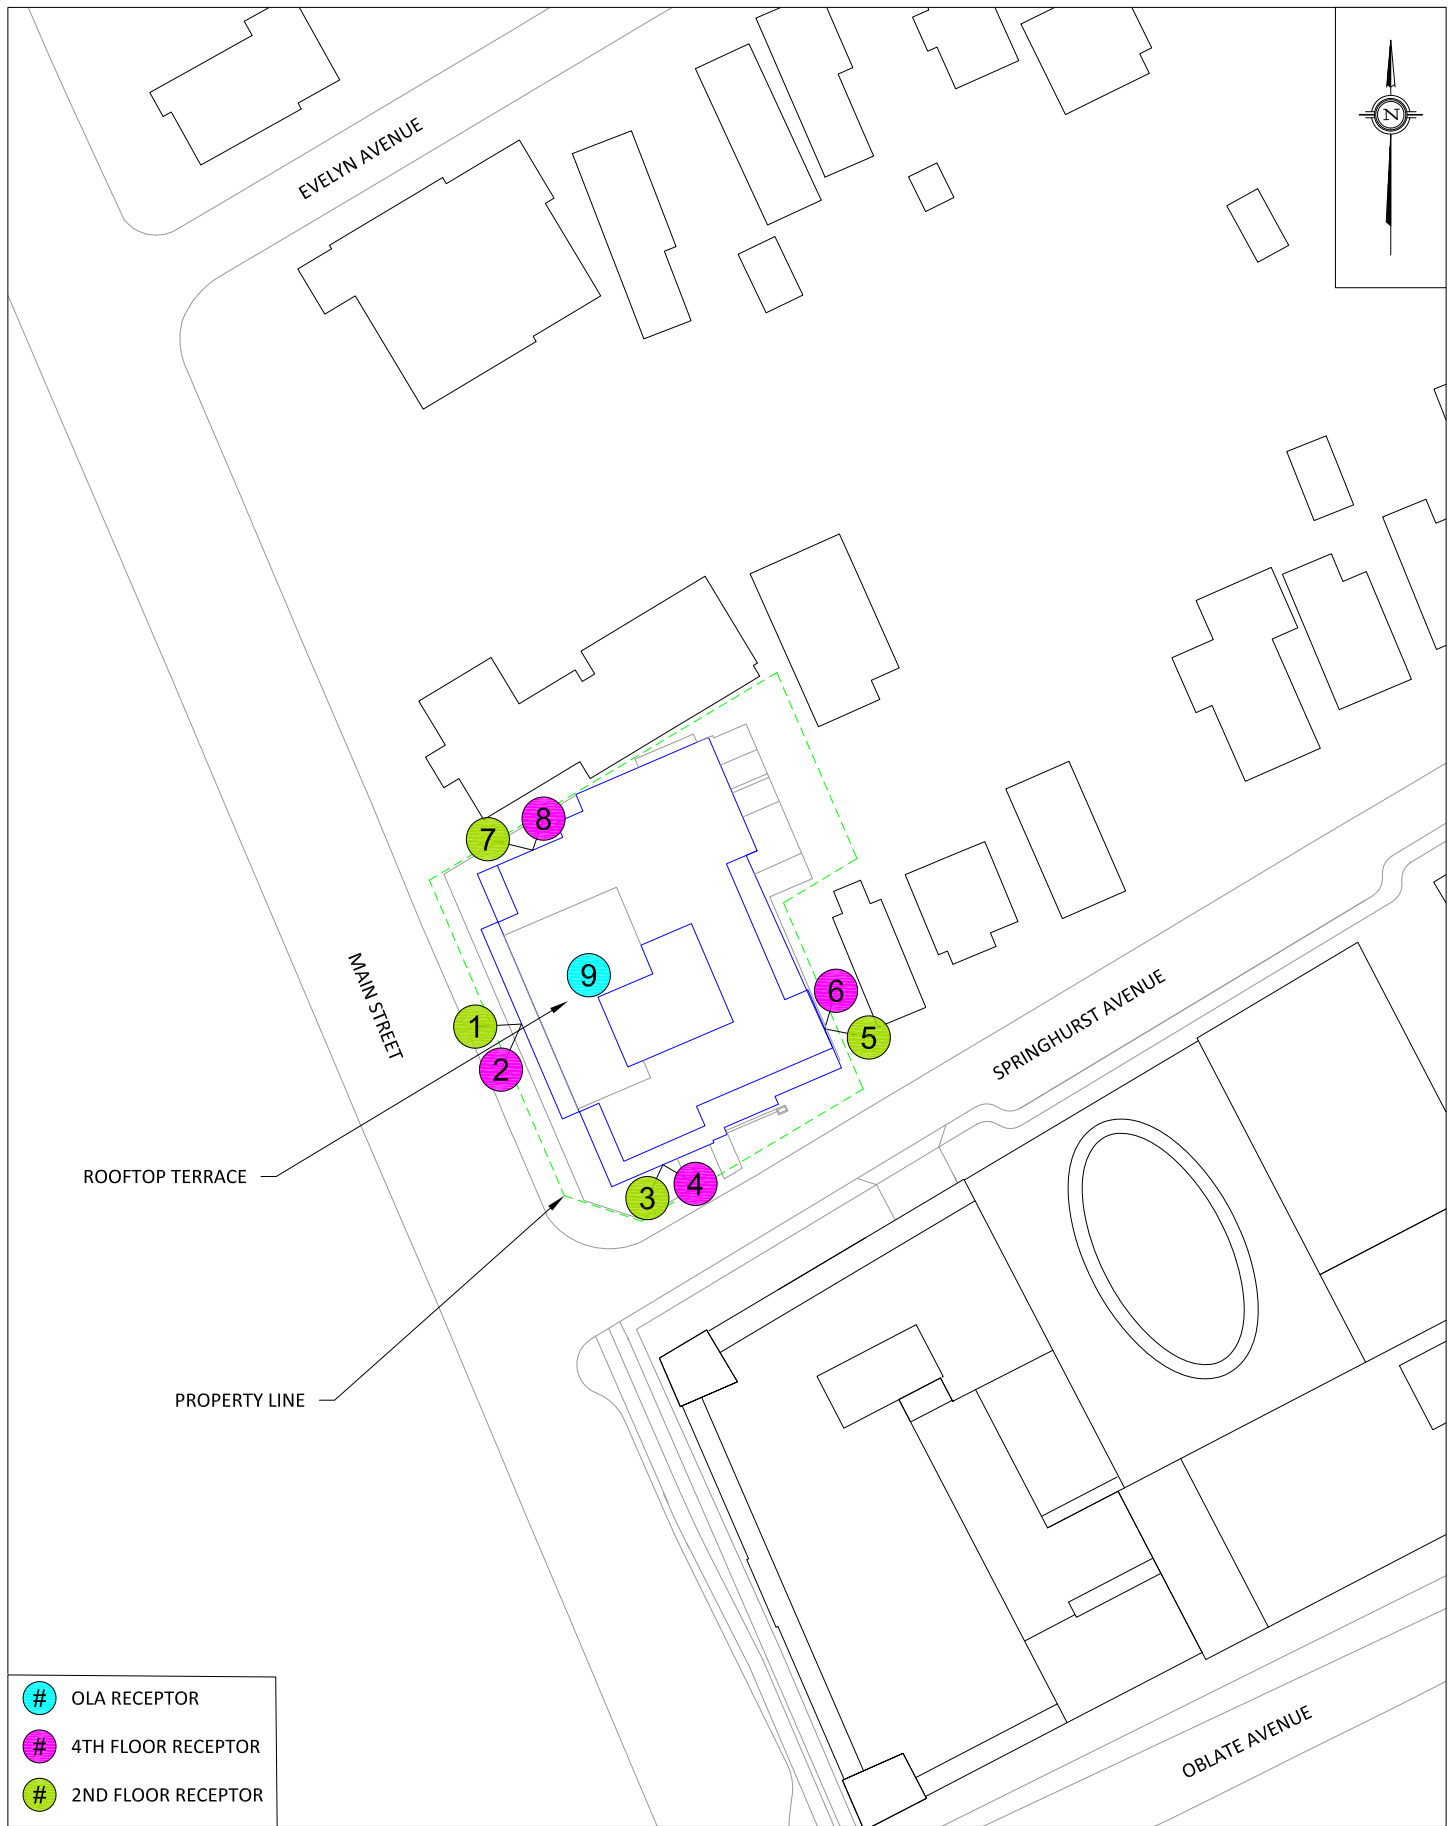 EVELYN AVENUE
N
8
7
MAIN STREET
9
6
1
5
2
SPRINGHURST AVENUE
ROOFTOP TERRACE
4
3
PROPERTY LINE
# OLA RECEPTOR
# 4TH FLOOR RECEPTOR
# 2ND FLOOR RECEPTOR
OBLATE AVENUE